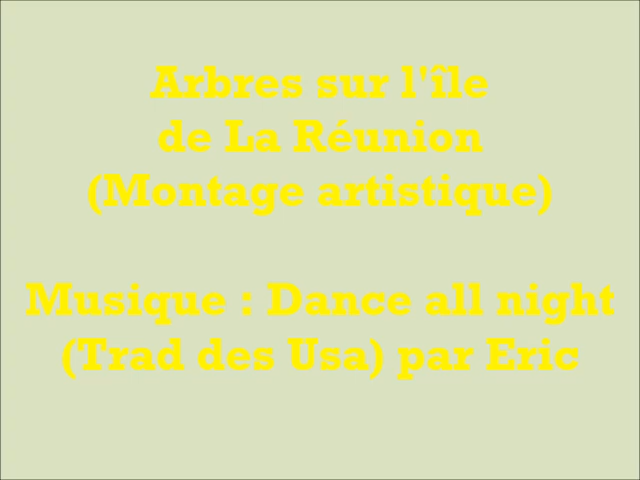 Arbres sur l'île
de La Réunion
(Montage artistique)
Musique : Dance all night
(Trad des Usa) par Eric